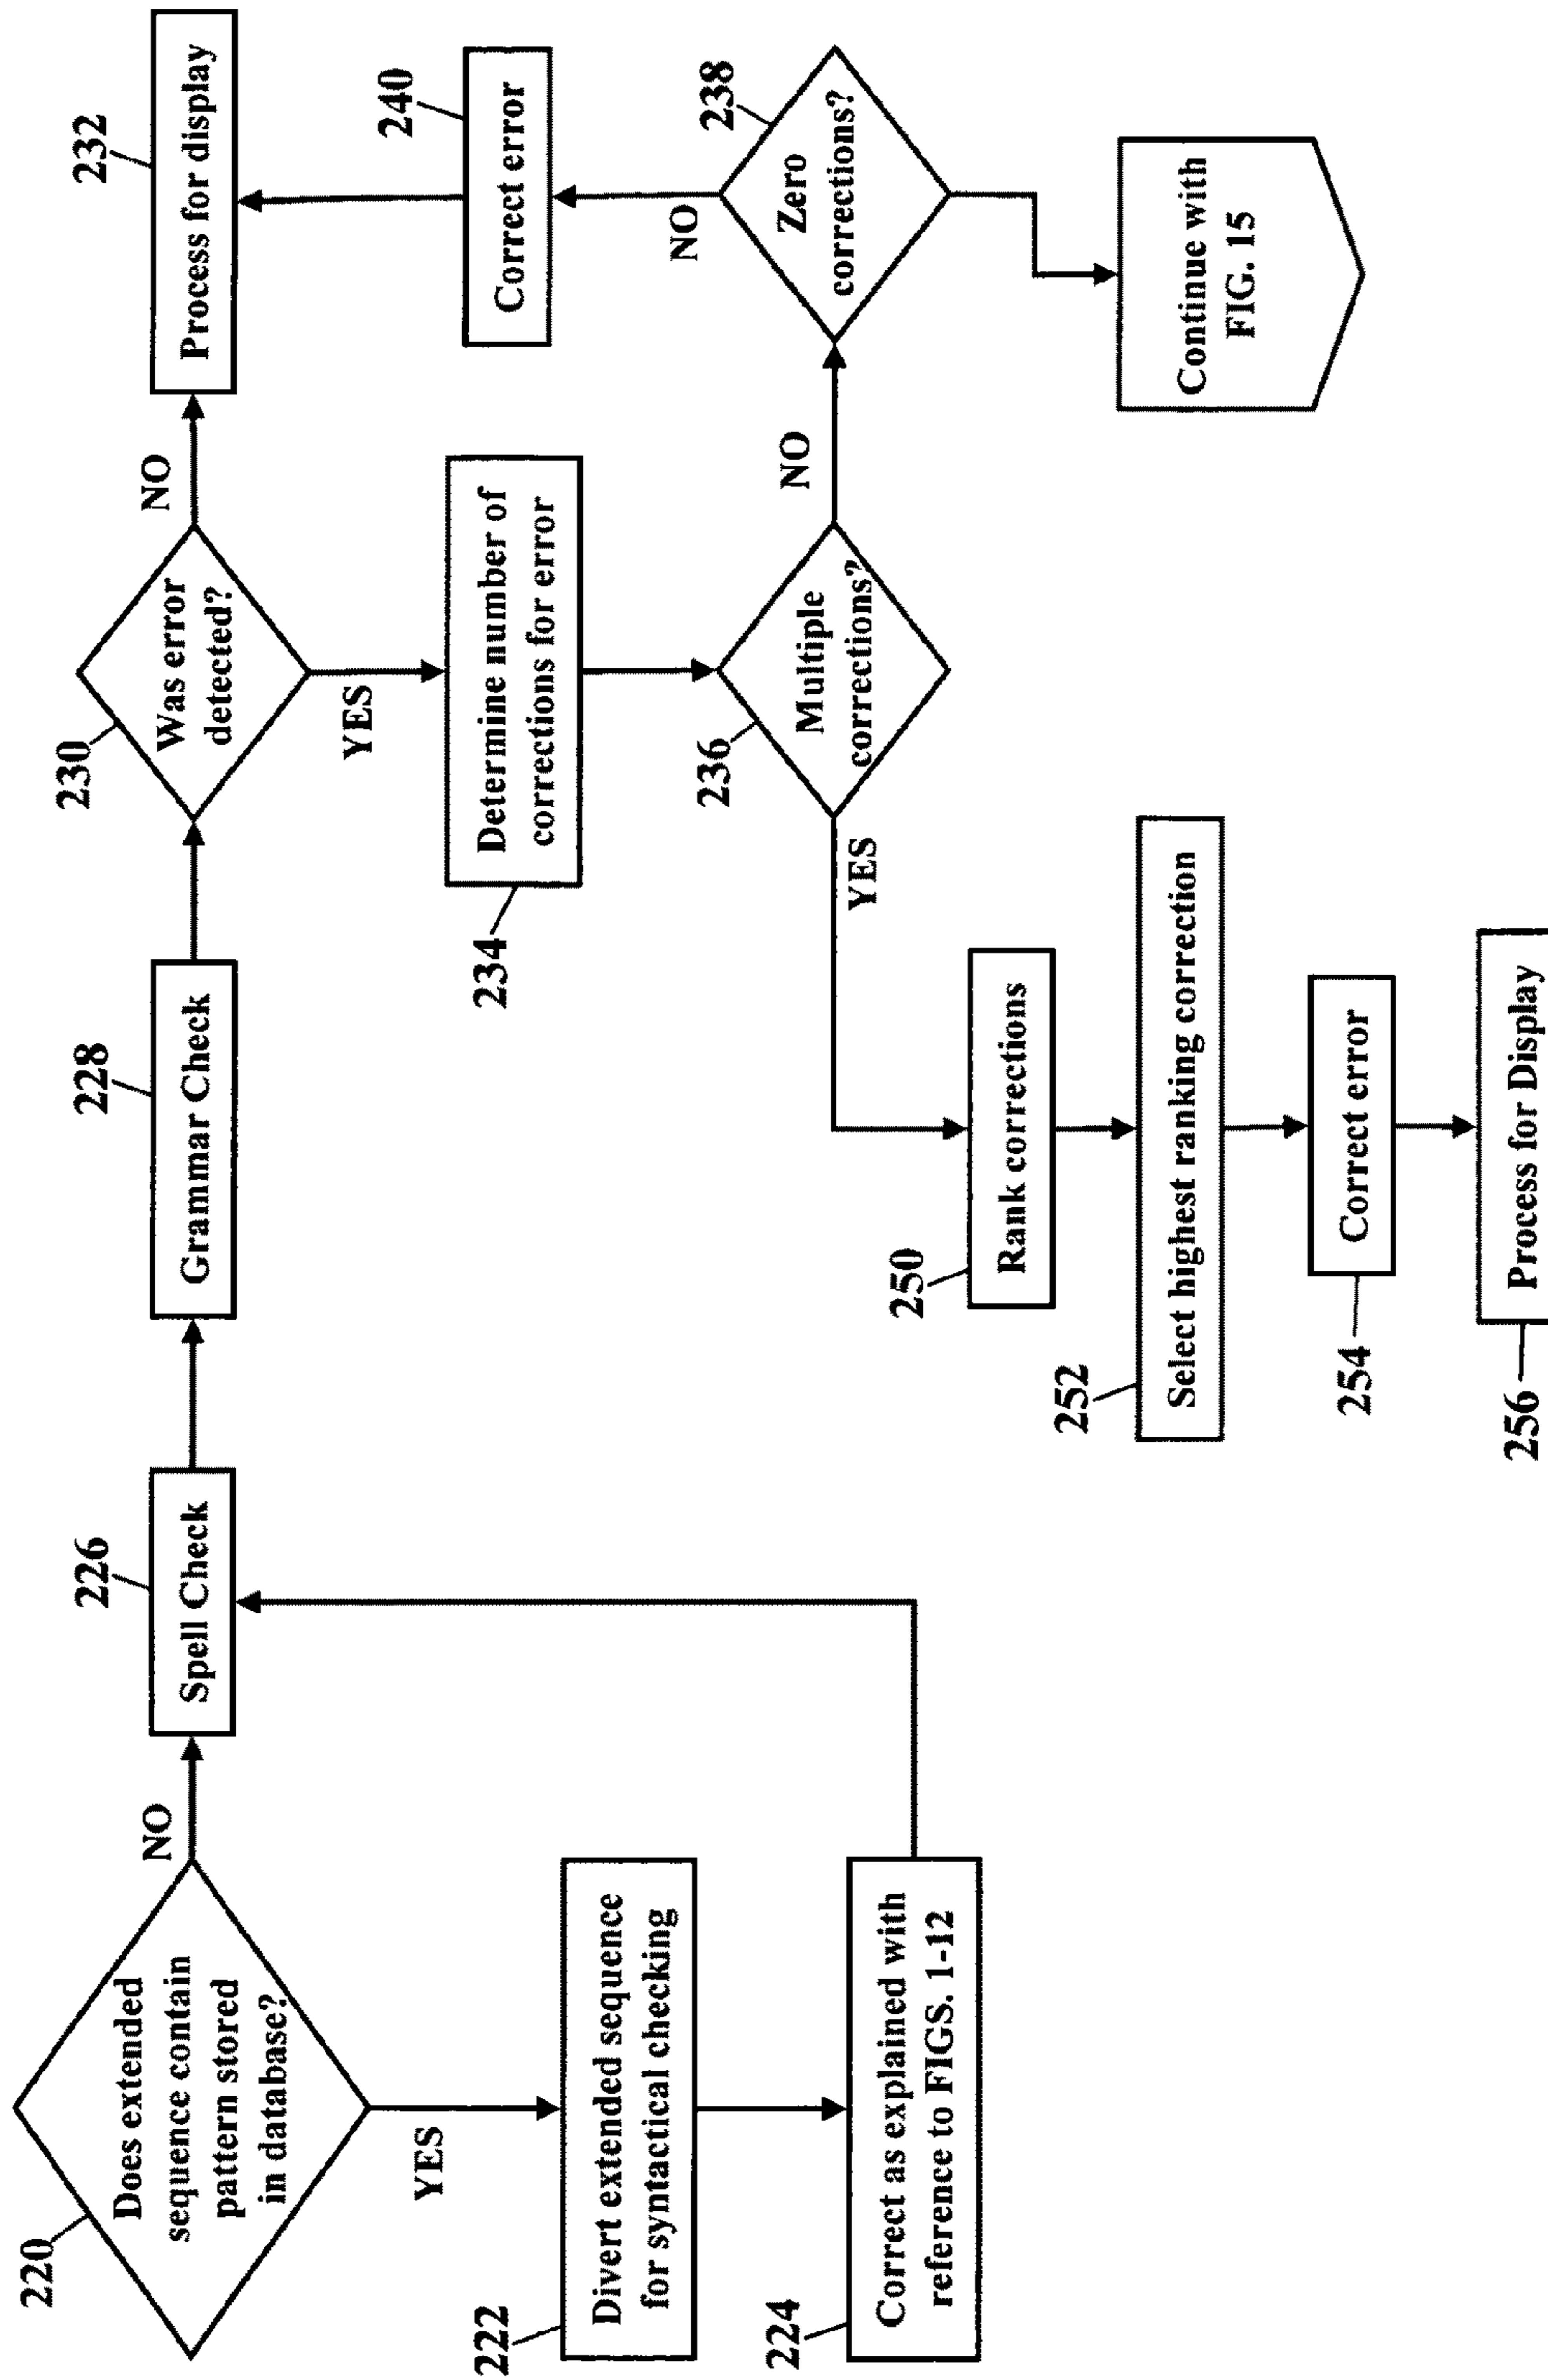 220
Does extended
sequence contain
pattern stored
in database?
NO
YES
222
Divert extended sequence
for syntactical checking
224
Correct as explained with
reference to FIGS. 1-12
226
Spell Check
228
Grammar Check
230
Was error
detected?
NO
YES
232
Process for display
234
Determine number of
corrections for error
236
Multiple
corrections?
NO
YES
238
Zero
corrections?
NO
240
Correct error
Continue with
FIG. 15
250
Rank corrections
252
Select highest ranking correction
254
Correct error
256
Process for Display